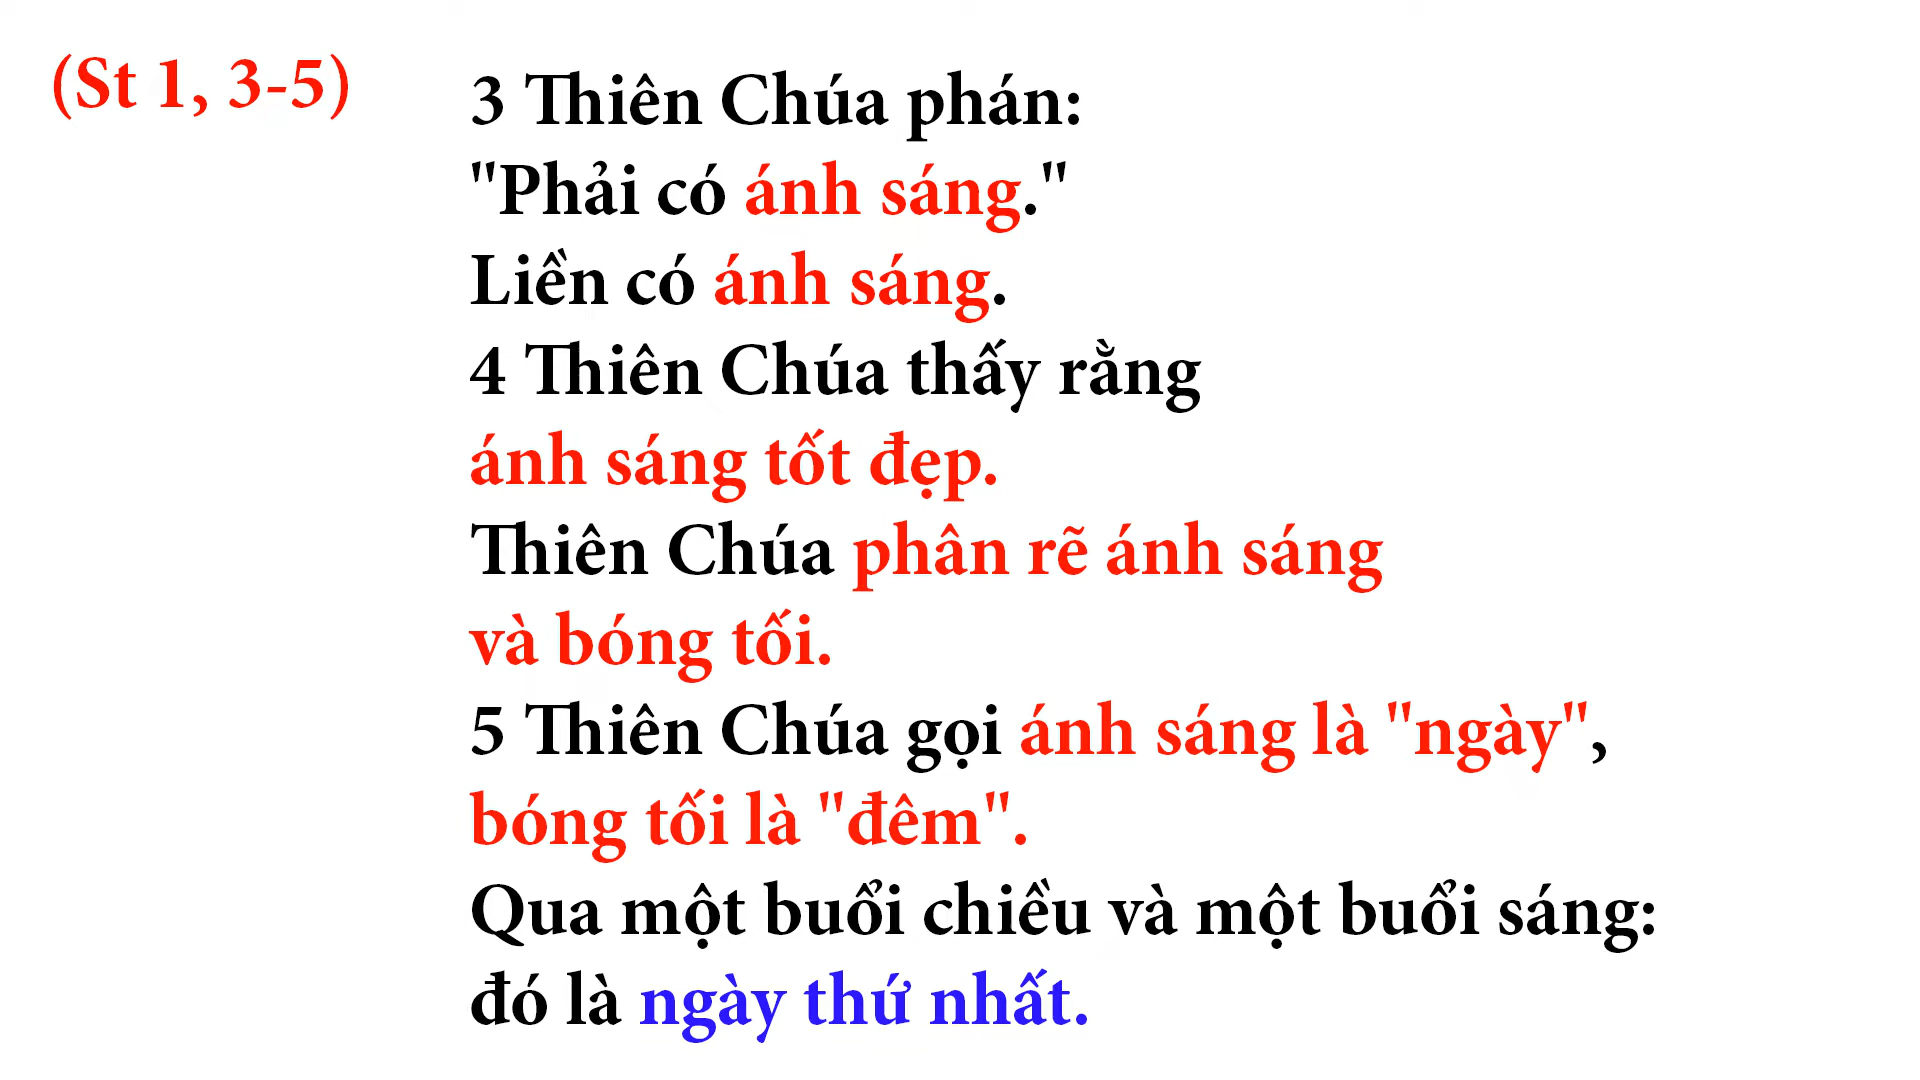 (St 1, 3-5)
3 Thiên Chúa phán:
"Phải có ánh sáng."
Liền có ánh sáng.
4 Thiên Chúa thấy rằng
ánh sáng tốt đẹp.
Thiên Chúa phân rẽ ánh sáng
và bóng tối.
5 Thiên Chúa gọi ánh sáng là "ngày",
bóng tối là "đêm".
Qua một buổi chiều và một buổi sáng:
đó là ngày thứ nhất.